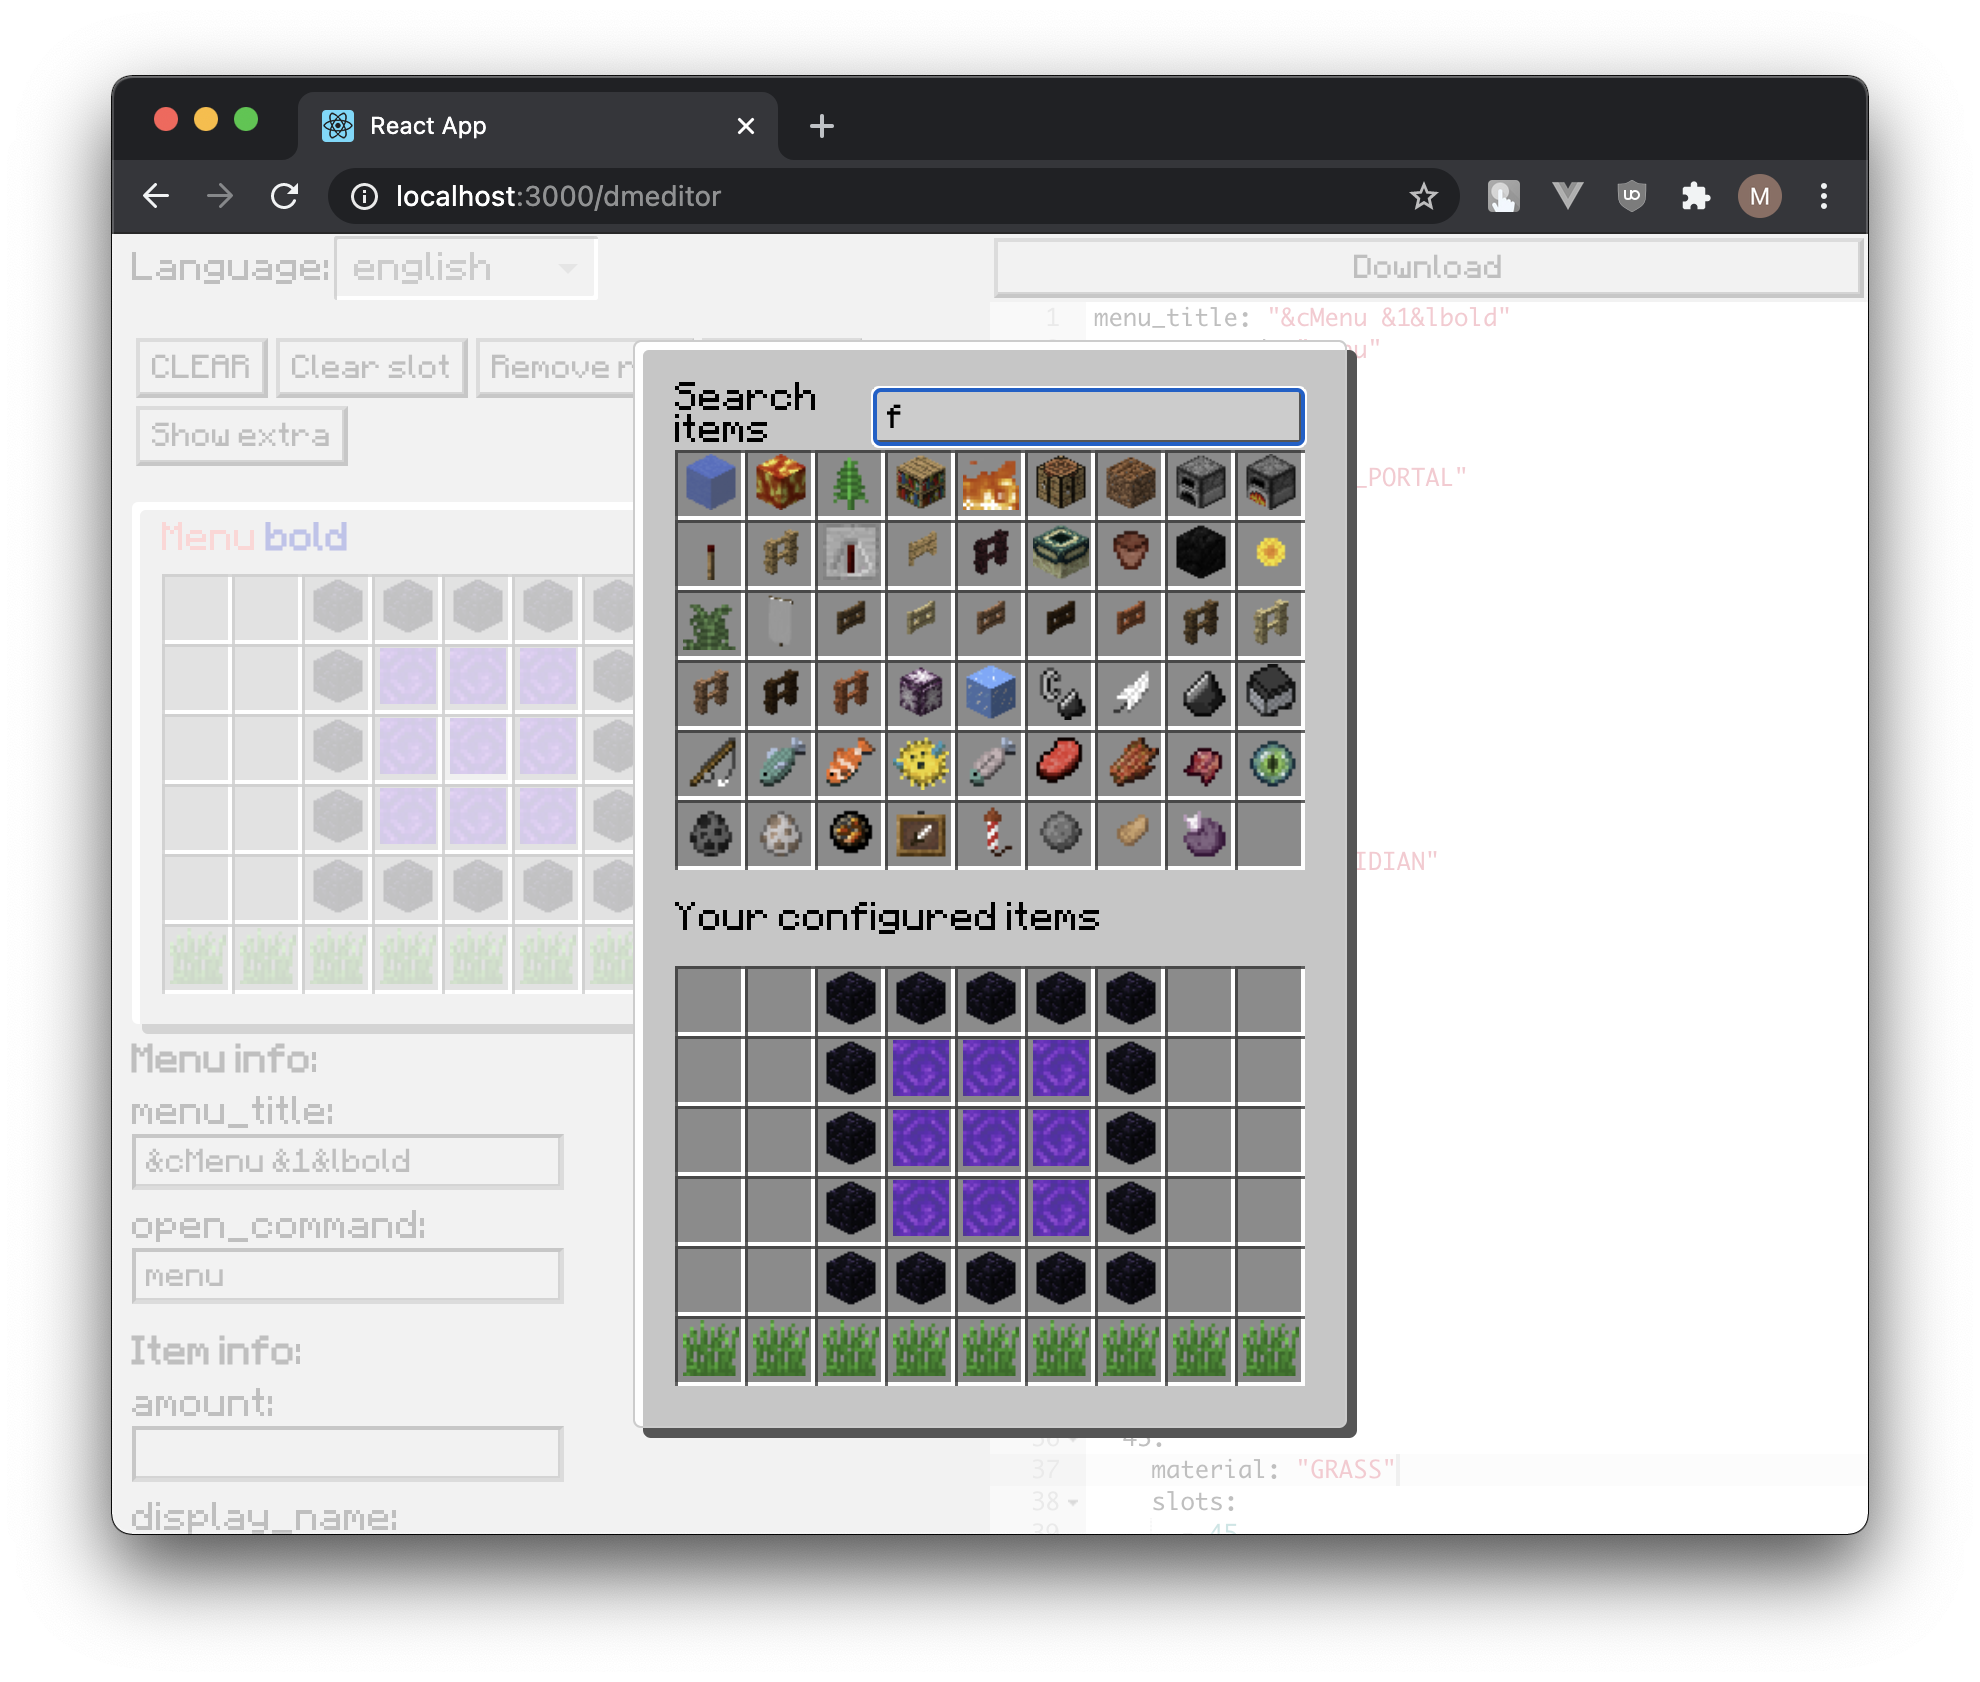 React App
localhost:3000/dmeditor
M
Language:
english
Download
CLEAR
Clear slot
Remove
Show extra
Menu bold
Menu info:
menu_title:
&cMenu &1&lbold
open_command:
menu
Item info:
amount:
display_name:
1
menu_title: "&cMenu &1&lbold"
_PORTAL"
IDIAN"
36
45:
37
material: "GRASS"
38
slots:
39
45
Search
items
f
Your configured items